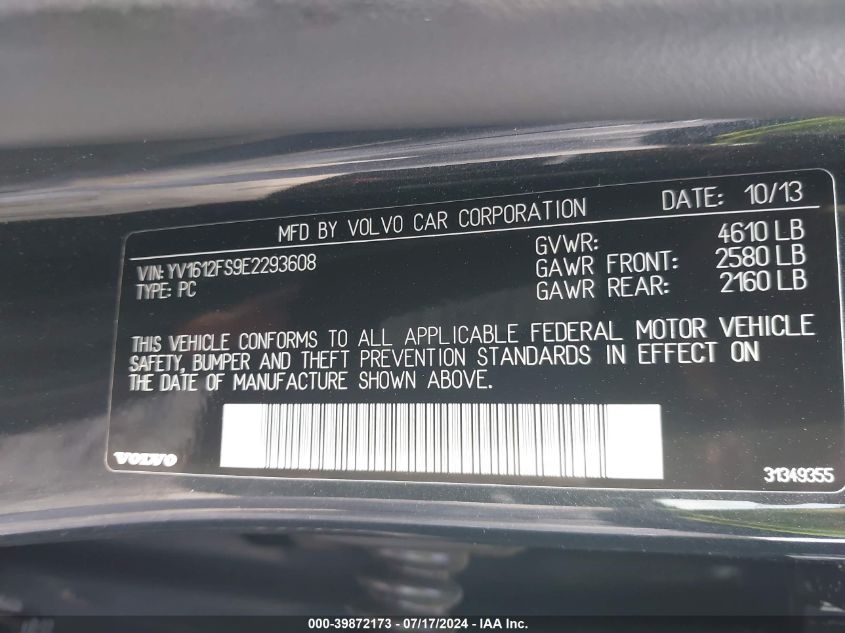 MFD BY VOLVO CAR CORPORATION DATE: 10/13
VIN: YV1612FS9E2293608 GVWR: 4610 LB
TYPE: PC GAWR FRONT: 2580 LB
GAWR REAR: 2160 LB
THIS VEHICLE CONFORMS TO ALL APPLICABLE FEDERAL MOTOR VEHICLE
SAFETY, BUMPER AND THEFT PREVENTION STANDARDS IN EFFECT ON
THE DATE OF MANUFACTURE SHOWN ABOVE.
VOLVO 31349355
000-39872173 - 07/17/2024 - IAA Inc.